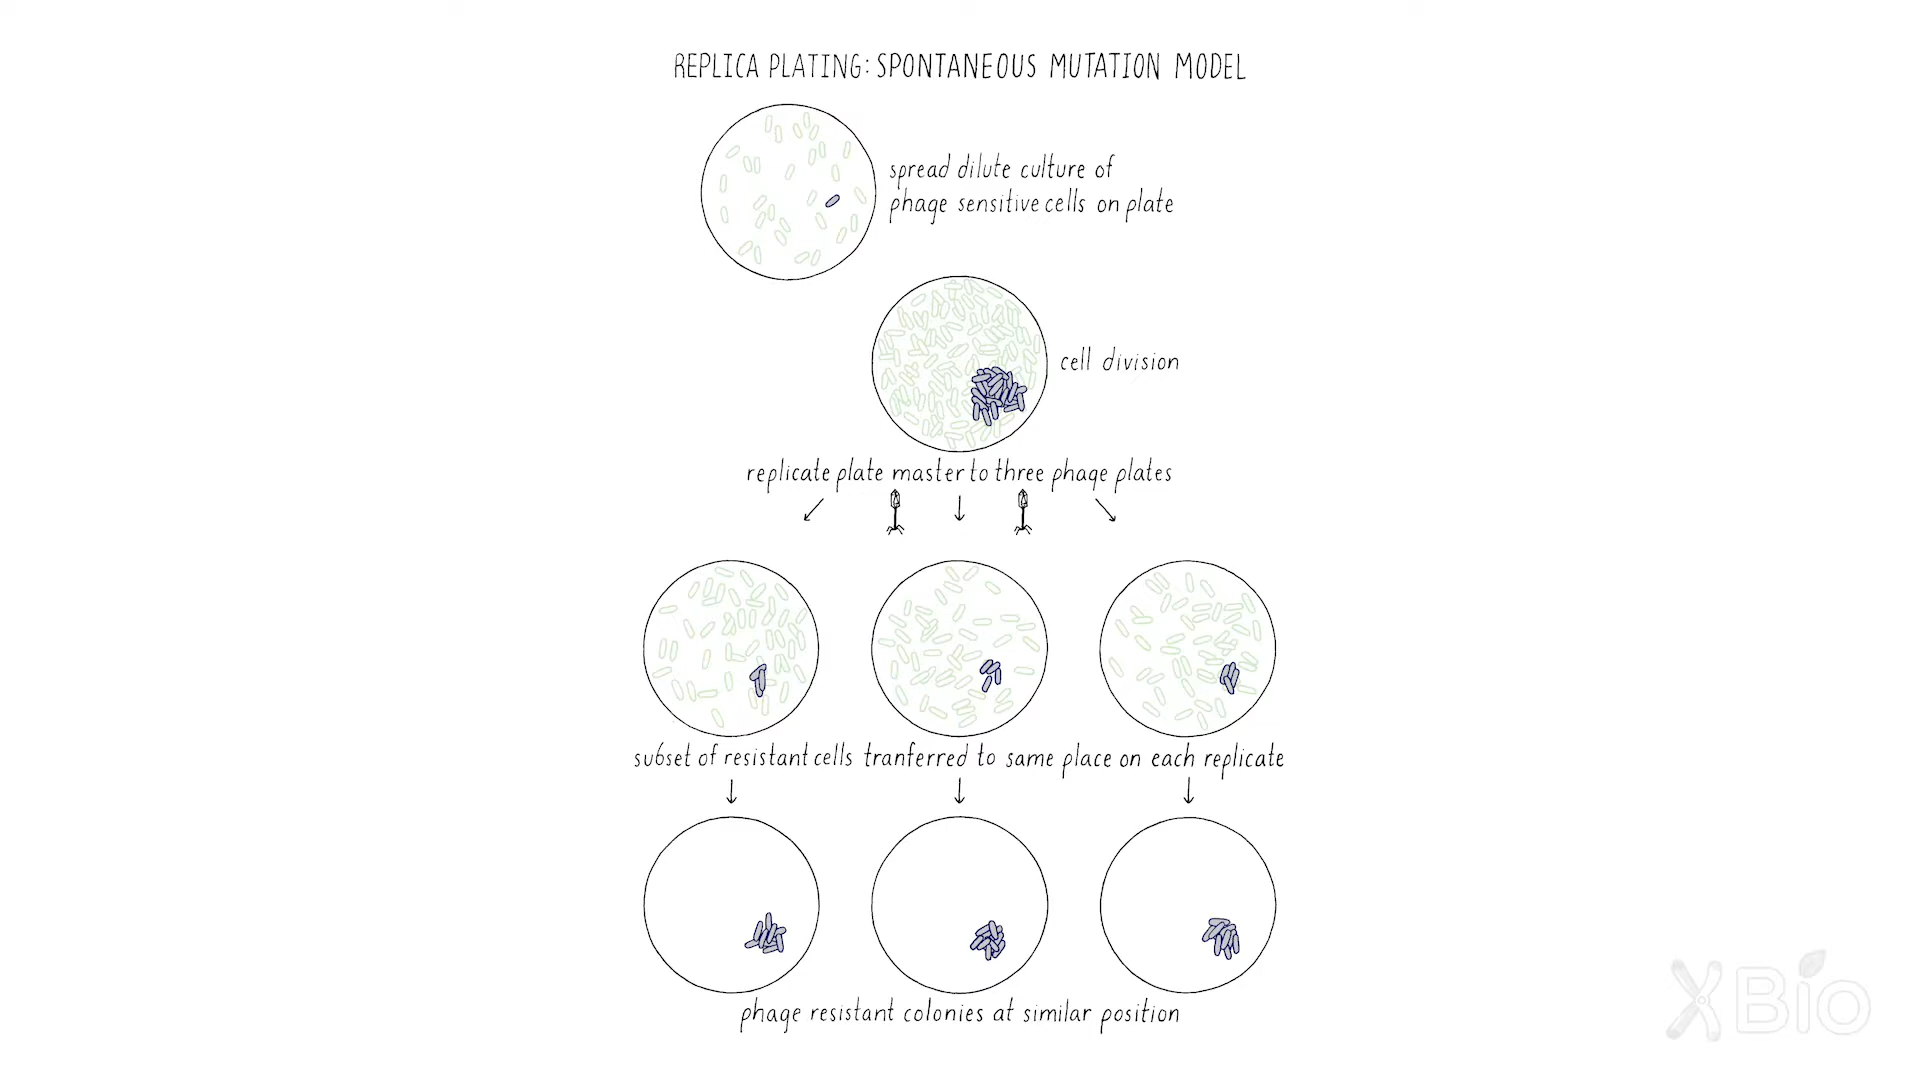 REPLICA PLATING: SPONTANEOUS MUTATION MODEL
spread dilute culture of
phage sensitive cells on plate
cell division
replicate plate master to three phage plates
subset of resistant cells tranferred to same place on each replicate
phage resistant colonies at similar position
XBio